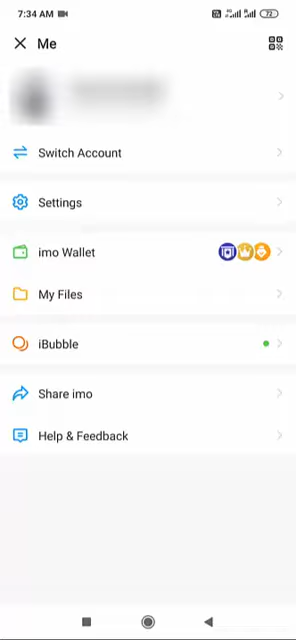 7:34 AM
72
Me
Switch Account
Settings
imo Wallet
My Files
iBubble
Share imo
Help & Feedback